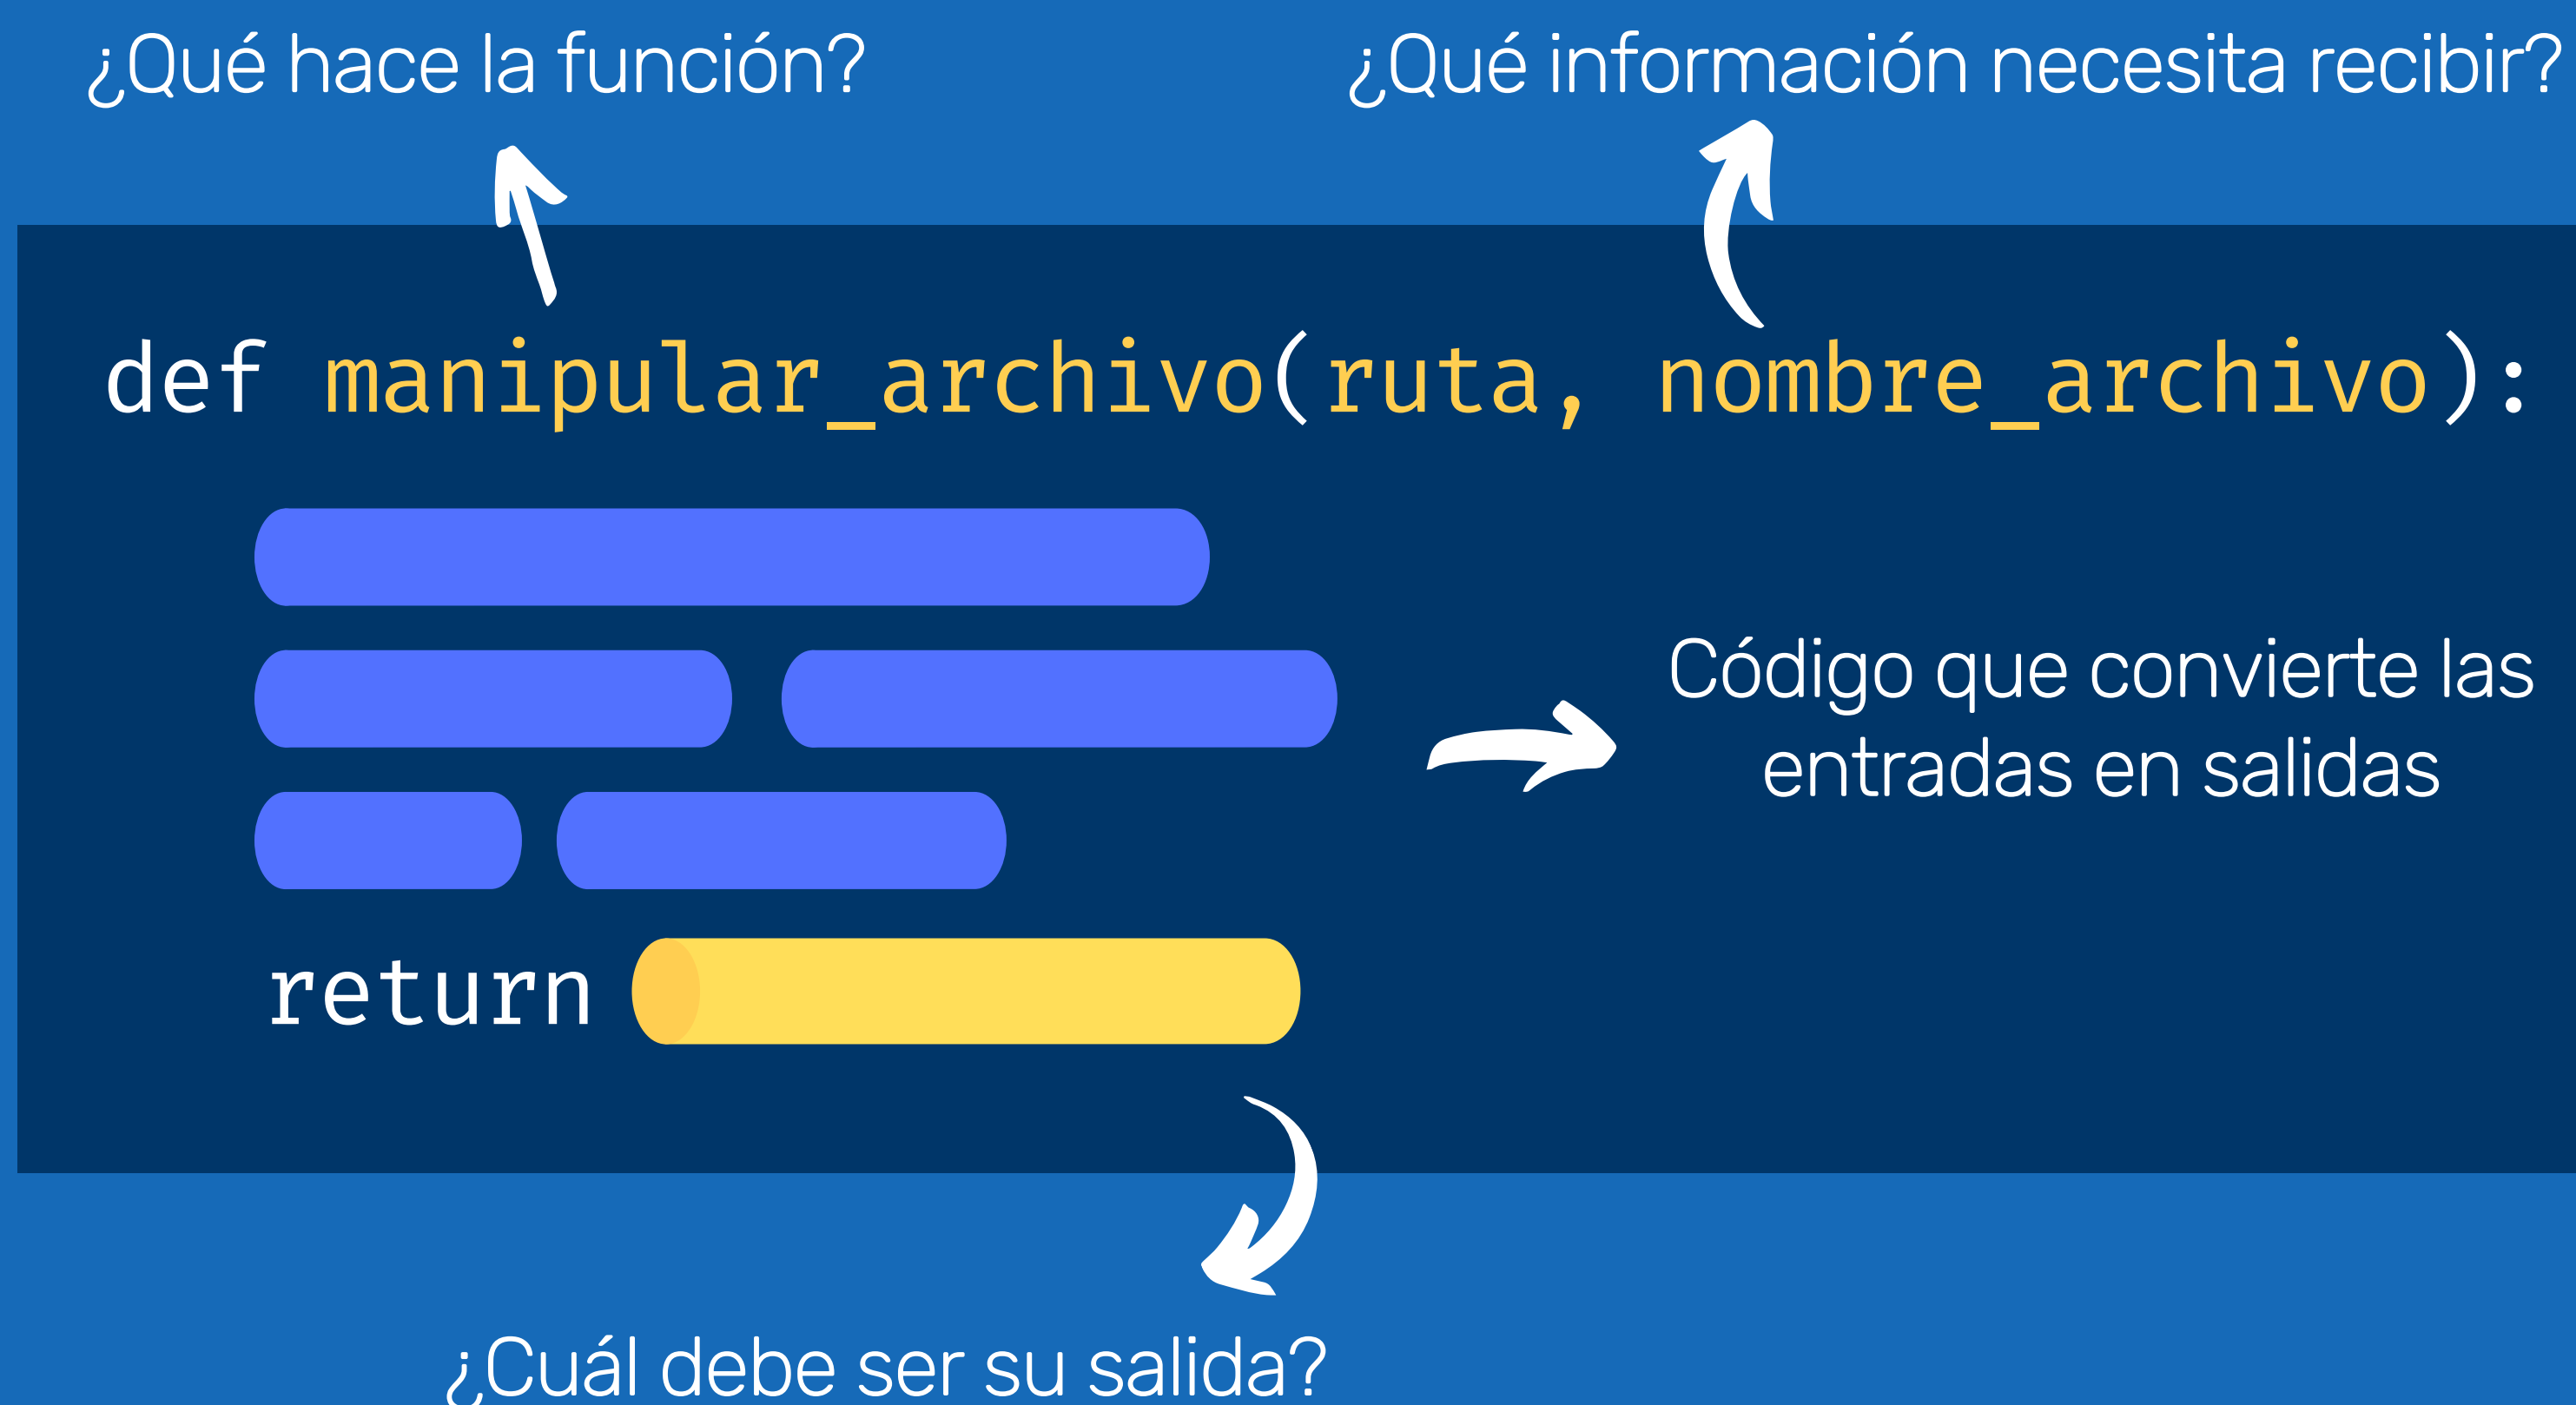 ¿Qué hace la función?
¿Qué información necesita recibir?
def manipular_archivo(ruta, nombre_archivo):
Código que convierte las
entradas en salidas
return
¿Cuál debe ser su salida?